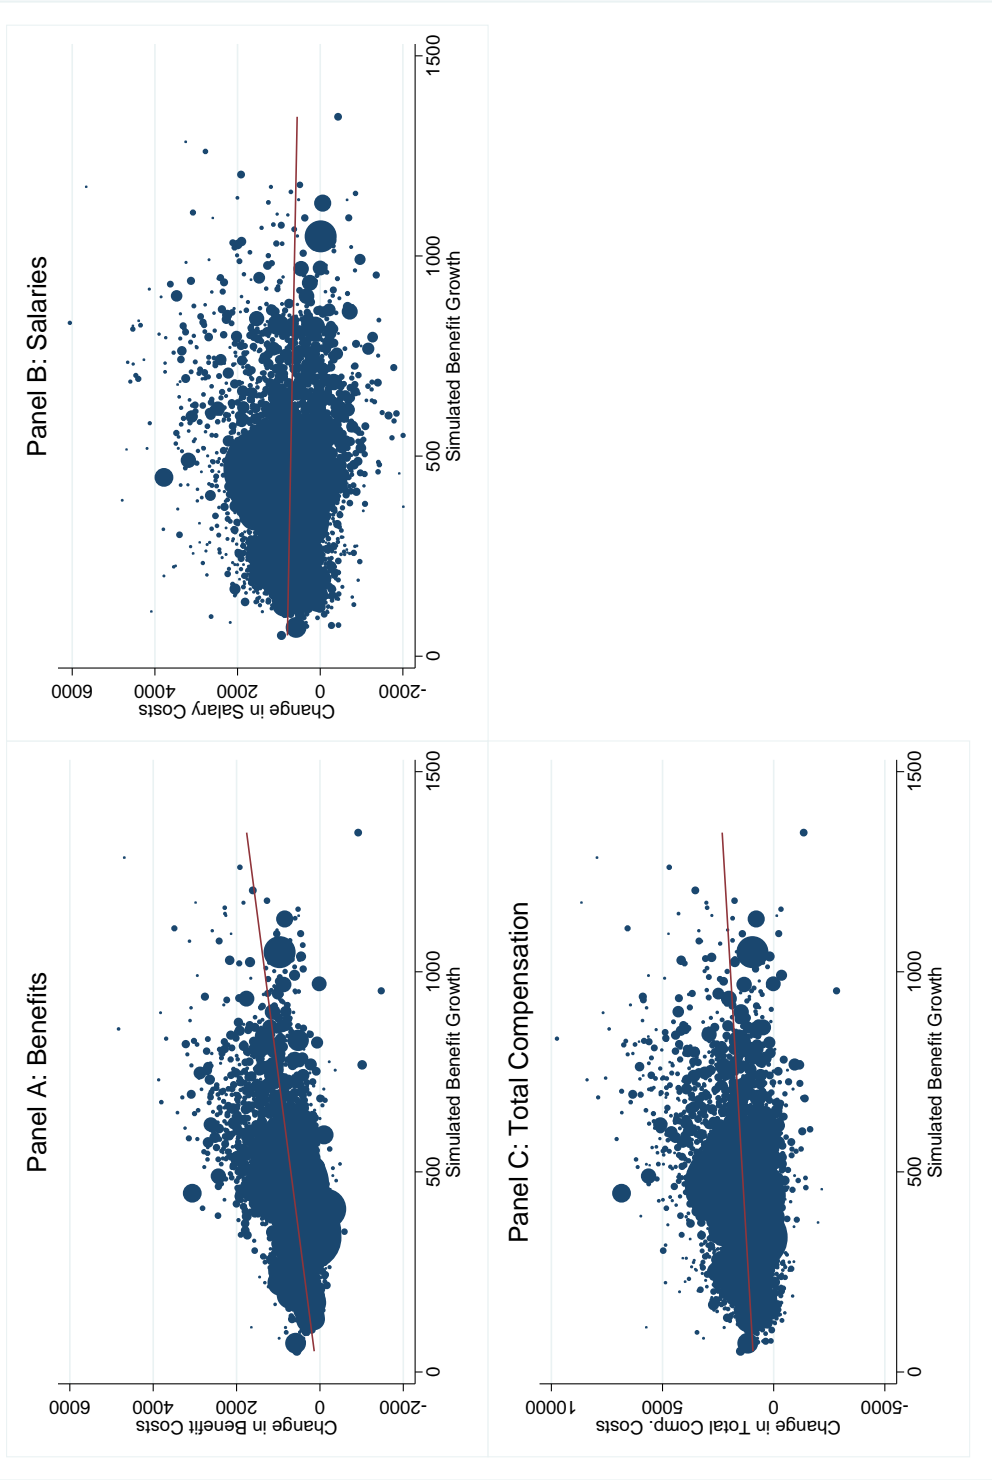 Panel A: Benefits
6000
4000
2000
0
-2000
Change in Benefit Costs
0
500
1000
1500
Simulated Benefit Growth
Panel B: Salaries
6000
4000
2000
0
-2000
Change in Salary Costs
0
500
1000
1500
Simulated Benefit Growth
Panel C: Total Compensation
10000
5000
0
-5000
Change in Total Comp. Costs
0
500
1000
1500
Simulated Benefit Growth